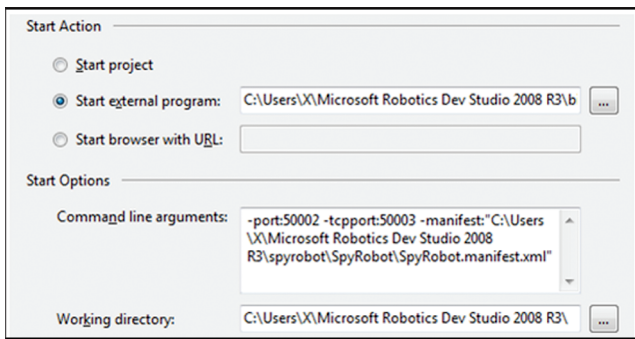 Start Action
Start project
Start external program: C:\Users\X\Microsoft Robotics Dev Studio 2008 R3\b ...
Start browser with URL:
Start Options
Command line arguments: -port:50002 -tcpport:50003 -manifest:"C:\Users
\X\Microsoft Robotics Dev Studio 2008
R3\spyrobot\SpyRobot\SpyRobot.manifest.xml"
Working directory: C:\Users\X\Microsoft Robotics Dev Studio 2008 R3\ ...